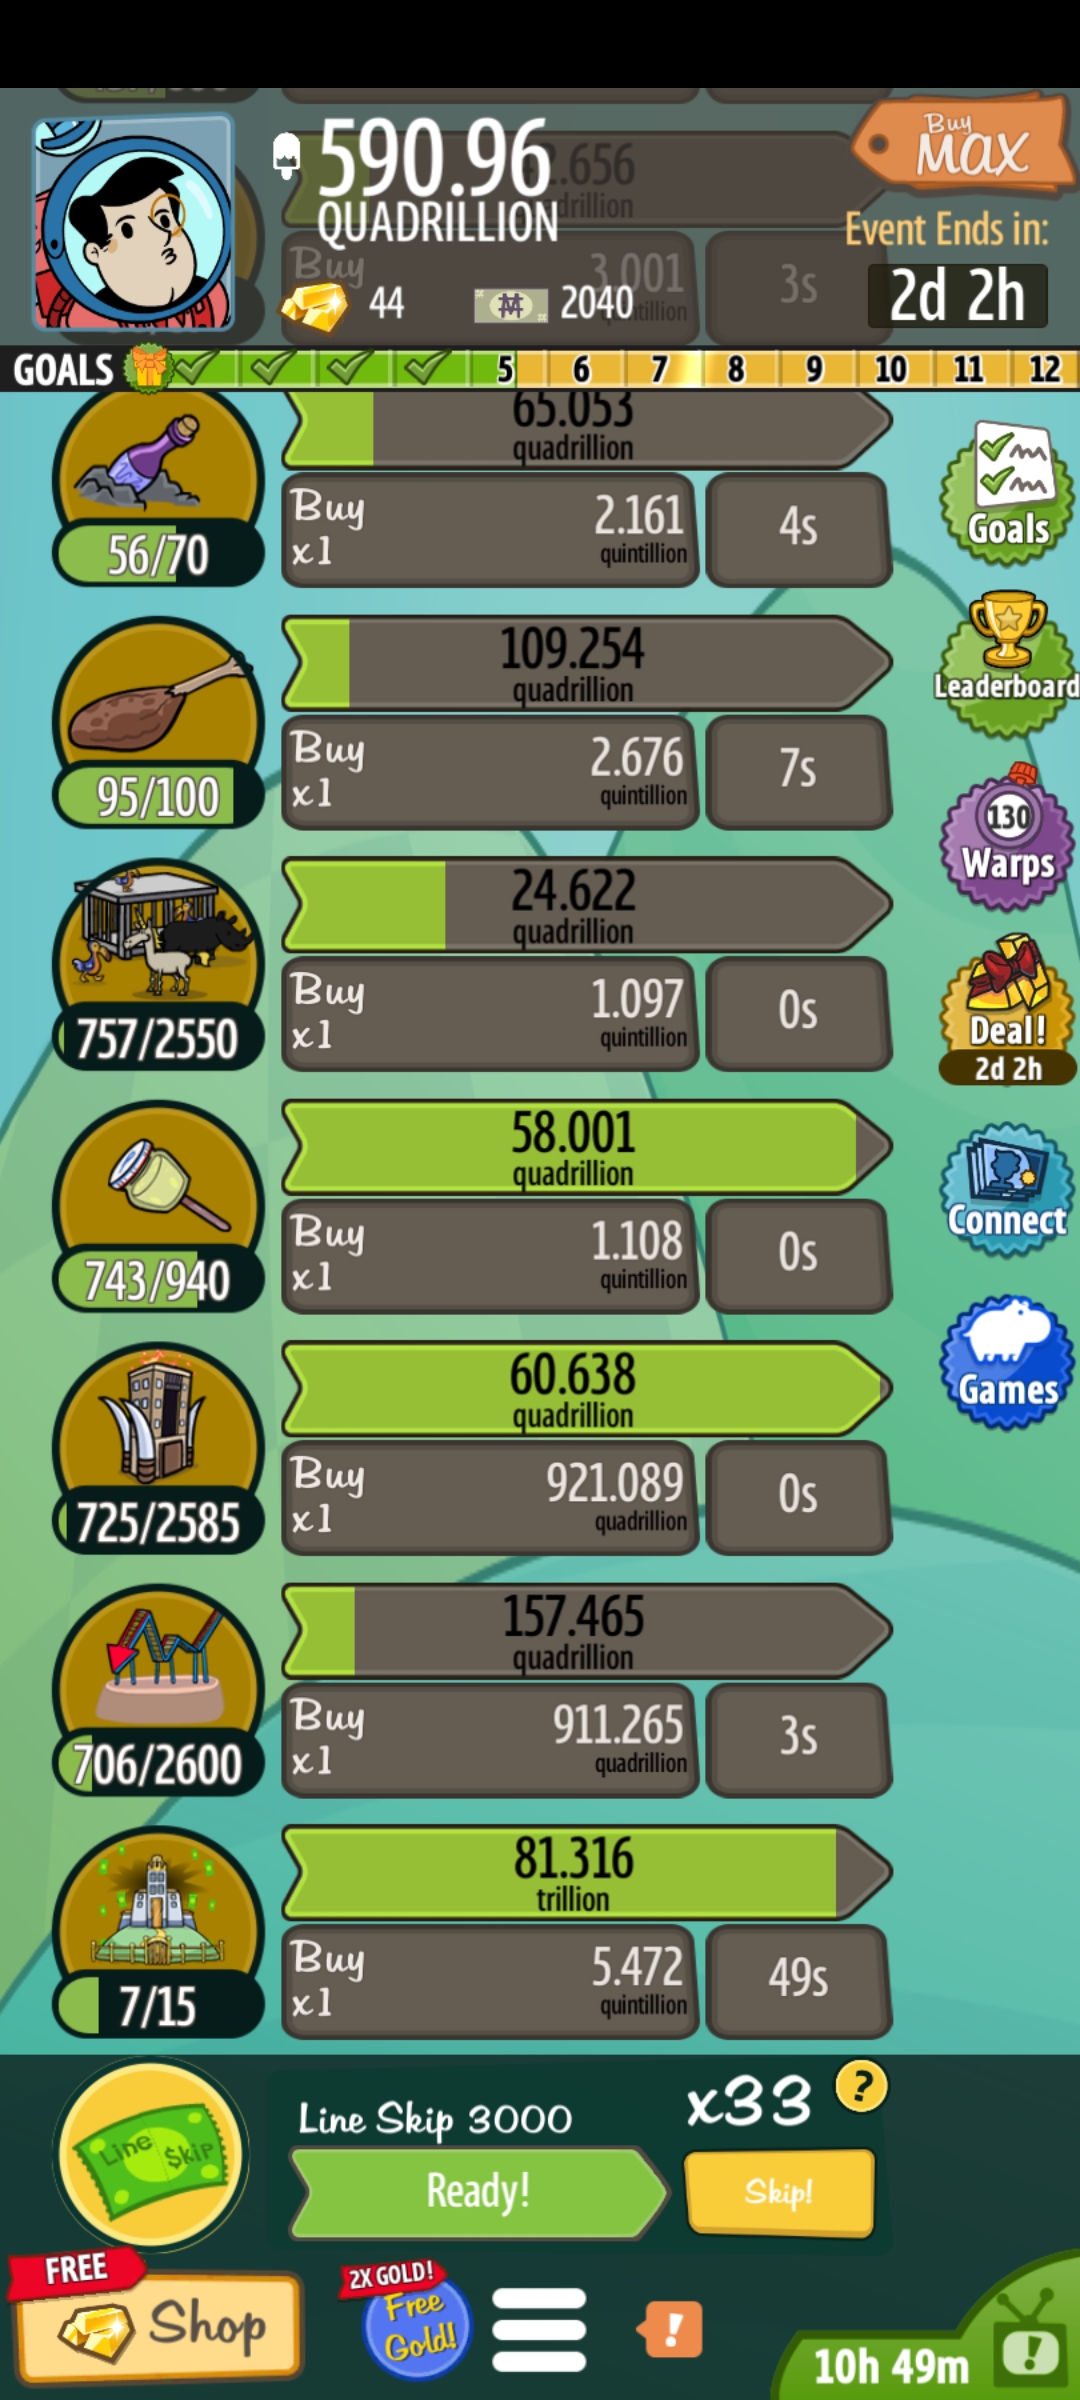 590.96
QUADRILLION
Buy
MAX
Event Ends in:
2d 2h
44
2040
2.656
Buy
3.001
3s
GOALS
5
6
7
8
9
10
11
12
65.053
quadrillion
Buy
x1
2.161
quintillion
4s
56/70
109.254
quadrillion
Buy
x1
2.676
quintillion
7s
95/100
24.622
quadrillion
Buy
x1
1.097
quintillion
0s
757/2550
58.001
quadrillion
Buy
x1
1.108
quintillion
0s
743/940
60.638
quadrillion
Buy
x1
921.089
quadrillion
0s
725/2585
157.465
quadrillion
Buy
x1
911.265
quadrillion
3s
706/2600
81.316
trillion
Buy
x1
5.472
quintillion
49s
7/15
Goals
Leaderboard
130
Warps
Deal!
2d 2h
Connect
Games
Line Skip
Line Skip 3000
x33
?
Ready!
Skip!
FREE
Shop
2X GOLD!
Free
Gold!
!
10h 49m
!